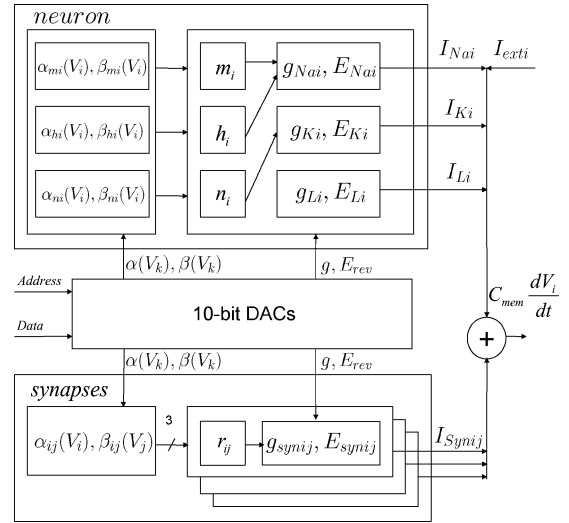 neuron
α_mi(V_i), β_mi(V_i)
m_i
g_Nai, E_Nai
I_Nai
I_exti
α_hi(V_i), β_hi(V_i)
h_i
g_Ki, E_Ki
I_Ki
α_ni(V_i), β_ni(V_i)
n_i
g_Li, E_Li
I_Li
α(V_k), β(V_k)
g, E_rev
Address
10-bit DACs
Data
C_mem dV_i/dt
+
α(V_k), β(V_k)
g, E_rev
synapses
3
α_ij(V_i), β_ij(V_j)
r_ij
g_synij, E_synij
I_Synij